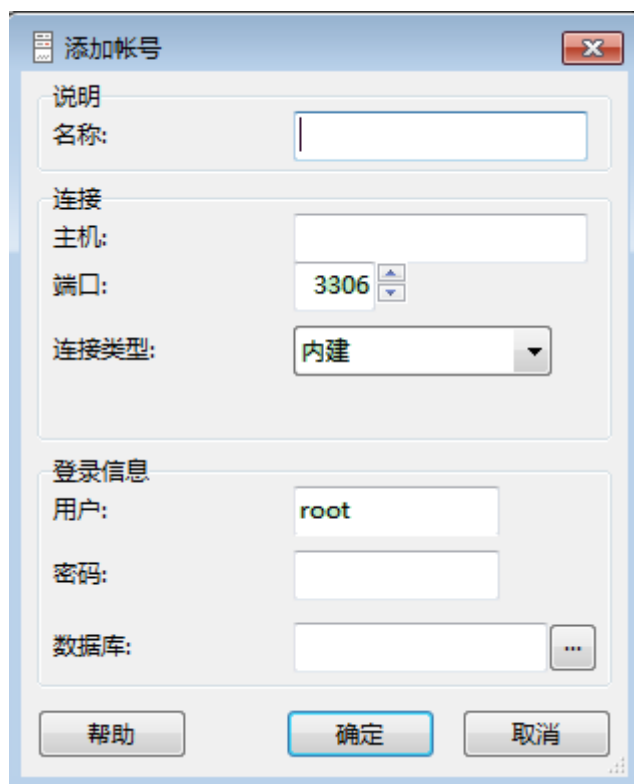 添加帐号
说明
名称:
连接
主机:
端口: 3306
连接类型: 内建
登录信息
用户: root
密码:
数据库: ...
帮助 确定 取消